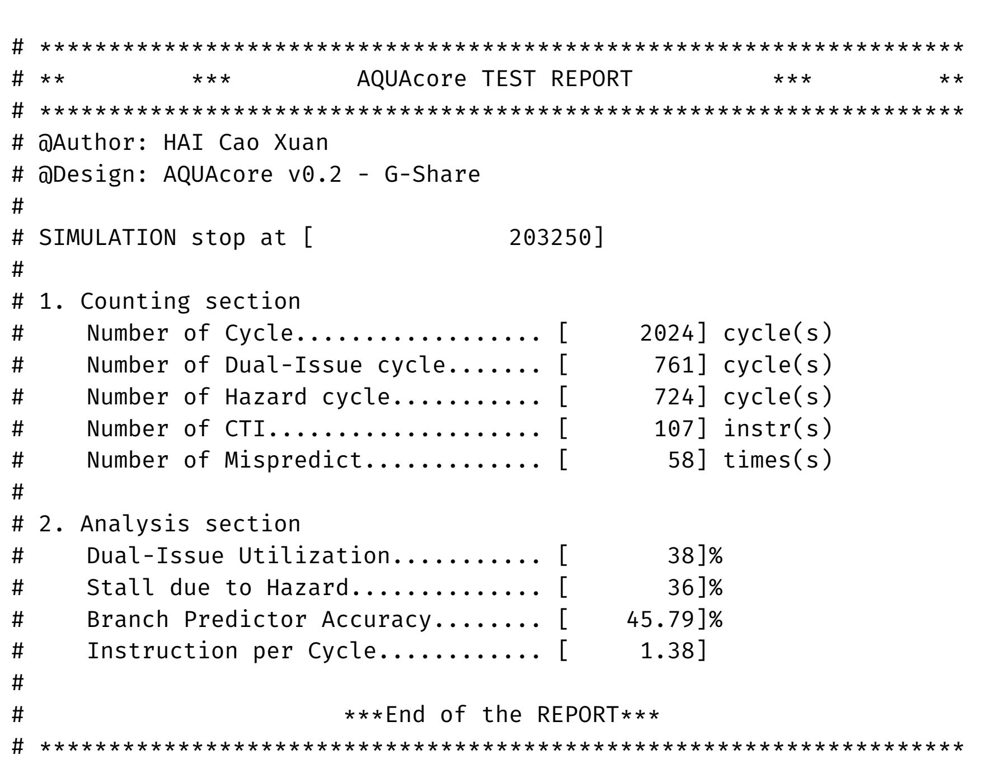 # *******************************************************************
# **         ***         AQUAcore TEST REPORT          ***         **
# *******************************************************************
# @Author: HAI Cao Xuan
# @Design: AQUAcore v0.2 - G-Share
#
# SIMULATION stop at [              203250]
#
# 1. Counting section
#    Number of Cycle.................. [     2024] cycle(s)
#    Number of Dual-Issue cycle....... [      761] cycle(s)
#    Number of Hazard cycle........... [      724] cycle(s)
#    Number of CTI.................... [      107] instr(s)
#    Number of Mispredict............. [       58] times(s)
#
# 2. Analysis section
#    Dual-Issue Utilization........... [       38]%
#    Stall due to Hazard.............. [       36]%
#    Branch Predictor Accuracy........ [    45.79]%
#    Instruction per Cycle............ [     1.38]
#
#                       ***End of the REPORT***
# *******************************************************************